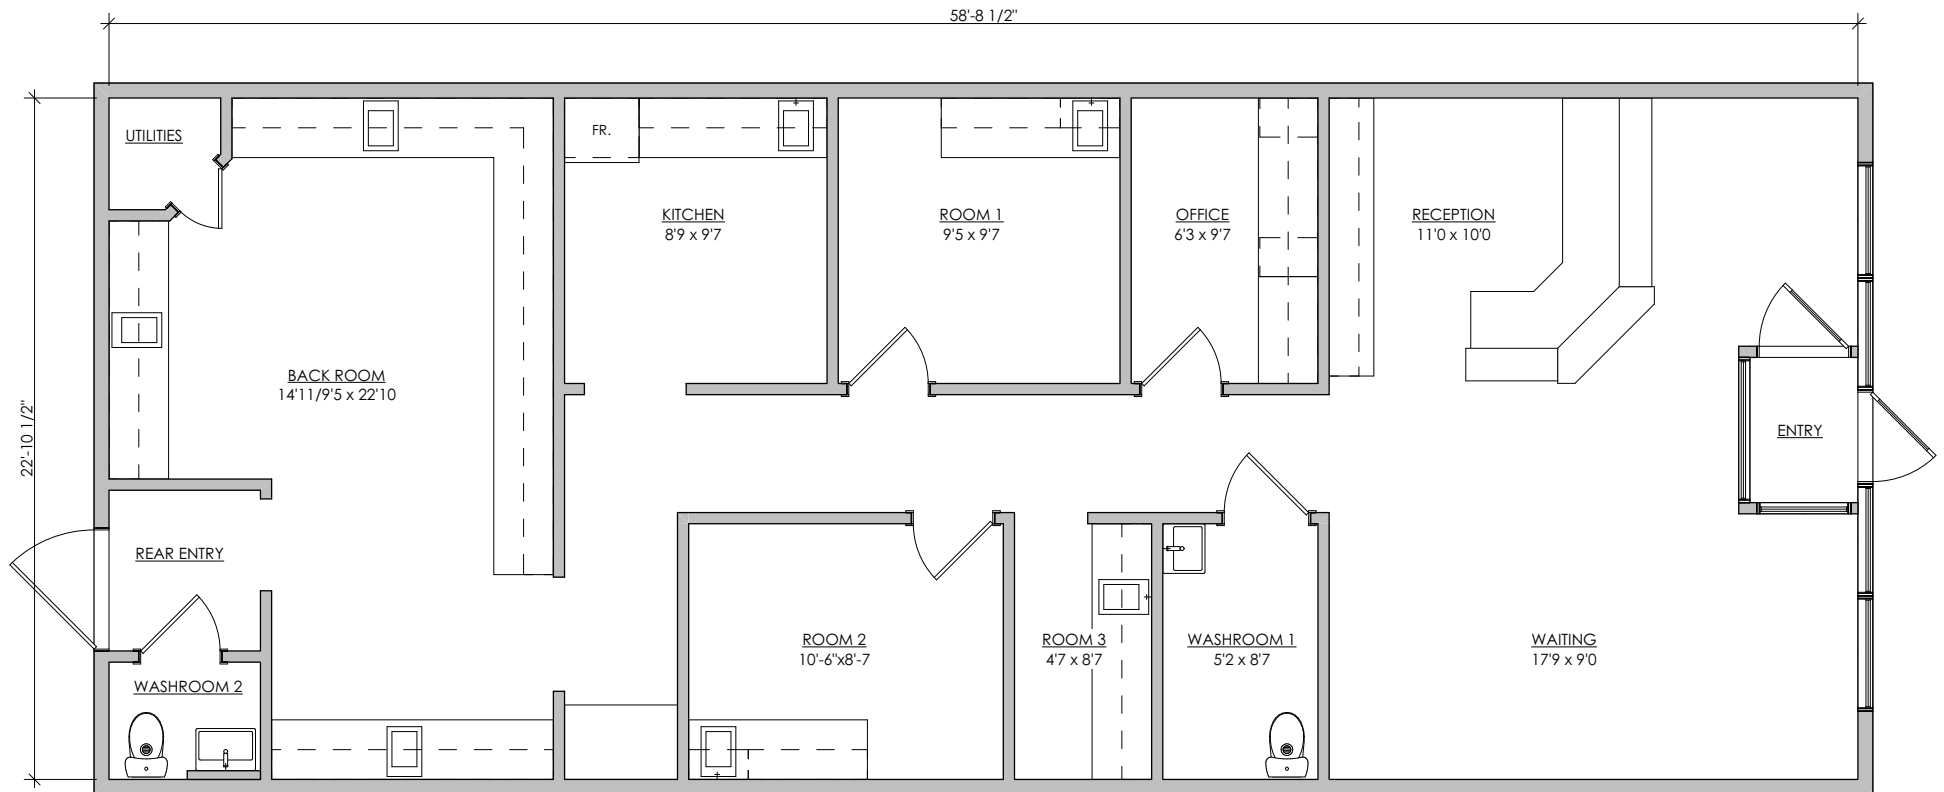 58'-8 1/2"
22'-10 1/2"
UTILITIES
FR.
KITCHEN
8'9 x 9'7
ROOM 1
9'5 x 9'7
OFFICE
6'3 x 9'7
RECEPTION
11'0 x 10'0
BACK ROOM
14'11/9'5 x 22'10
ENTRY
REAR ENTRY
ROOM 2
10'-6"x8'-7
ROOM 3
4'7 x 8'7
WASHROOM 1
5'2 x 8'7
WAITING
17'9 x 9'0
WASHROOM 2